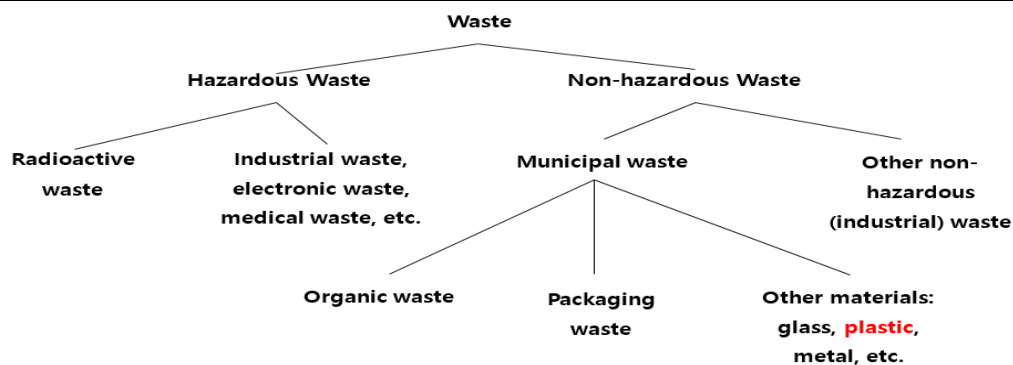 Waste
Hazardous Waste
Non-hazardous Waste
Radioactive
waste
Industrial waste,
electronic waste,
medical waste, etc.
Municipal waste
Other non-
hazardous
(industrial) waste
Organic waste
Packaging
waste
Other materials:
glass, plastic,
metal, etc.